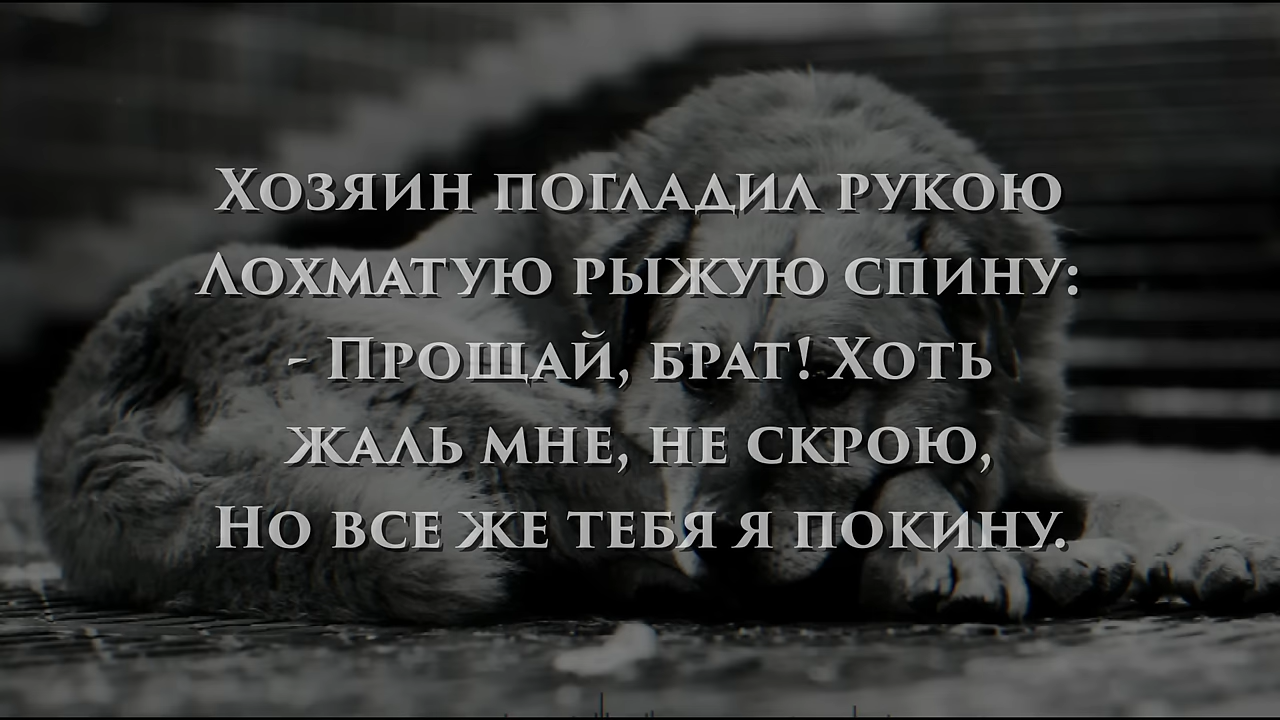 Хозяин погладил рукою
Лохматую рыжую спину:
- Прощай, брат! Хоть
жаль мне, не скрою,
Но все же тебя я покину.